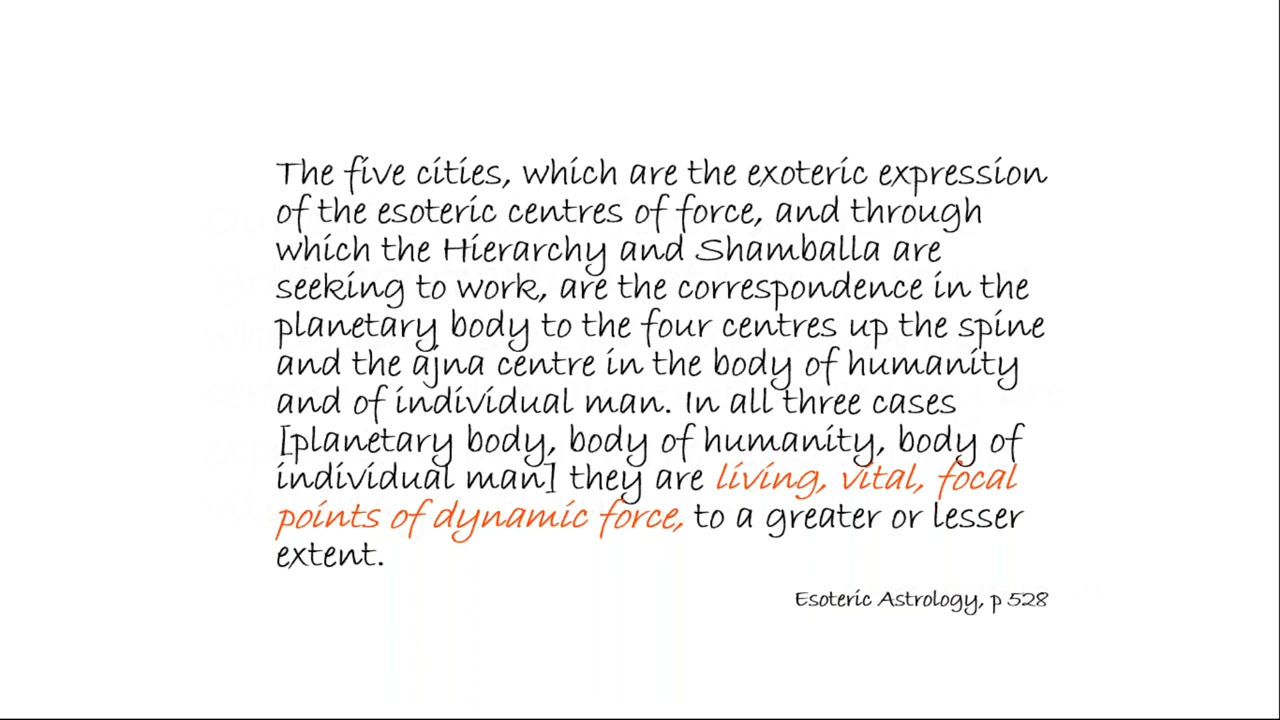 The five cities, which are the exoteric expression
of the esoteric centres of force, and through
which the Hierarchy and Shamballa are
seeking to work, are the correspondence in the
planetary body to the four centres up the spine
and the ajna centre in the body of humanity
and of individual man. In all three cases
[planetary body, body of humanity, body of
individual man] they are living, vital, focal
points of dynamic force, to a greater or lesser
extent.
Esoteric Astrology, p 528